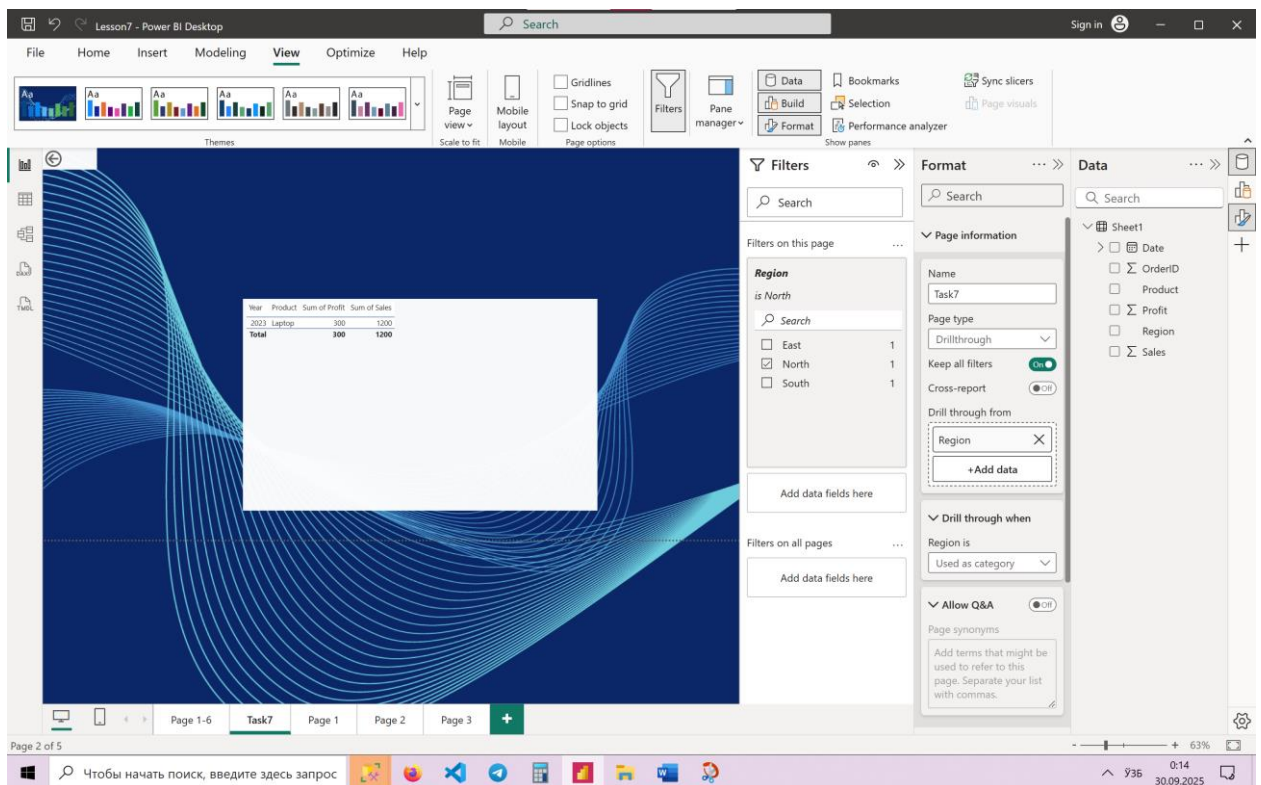 Lesson7 - Power BI Desktop
Search
Sign in
File Home Insert Modeling View Optimize Help
Aa Aa Aa Aa Aa Aa
Themes
Page view
Scale to fit
Mobile layout
Mobile
Gridlines
Snap to grid
Lock objects
Page options
Filters
Pane manager
Data
Build
Format
Bookmarks
Selection
Performance analyzer
Sync slicers
Page visuals
Show panes
Year Product Sum of Profit Sum of Sales
2023 Laptop 300 1200
Total 300 1200
Filters
Search
Filters on this page
Region
is North
Search
East 1
North 1
South 1
Add data fields here
Filters on all pages
Add data fields here
Format
Search
Page information
Name
Task7
Page type
Drillthrough
Keep all filters On
Cross-report Off
Drill through from
Region
+Add data
Drill through when
Region is
Used as category
Allow Q&A Off
Page synonyms
Add terms that might be
used to refer to this
page. Separate your list
with commas.
Data
Search
Sheet1
Date
OrderID
Product
Profit
Region
Sales
TMDL
Page 1-6 Task7 Page 1 Page 2 Page 3
Page 2 of 5
63%
Чтобы начать поиск, введите здесь запрос
ЎЗБ
0:14
30.09.2025